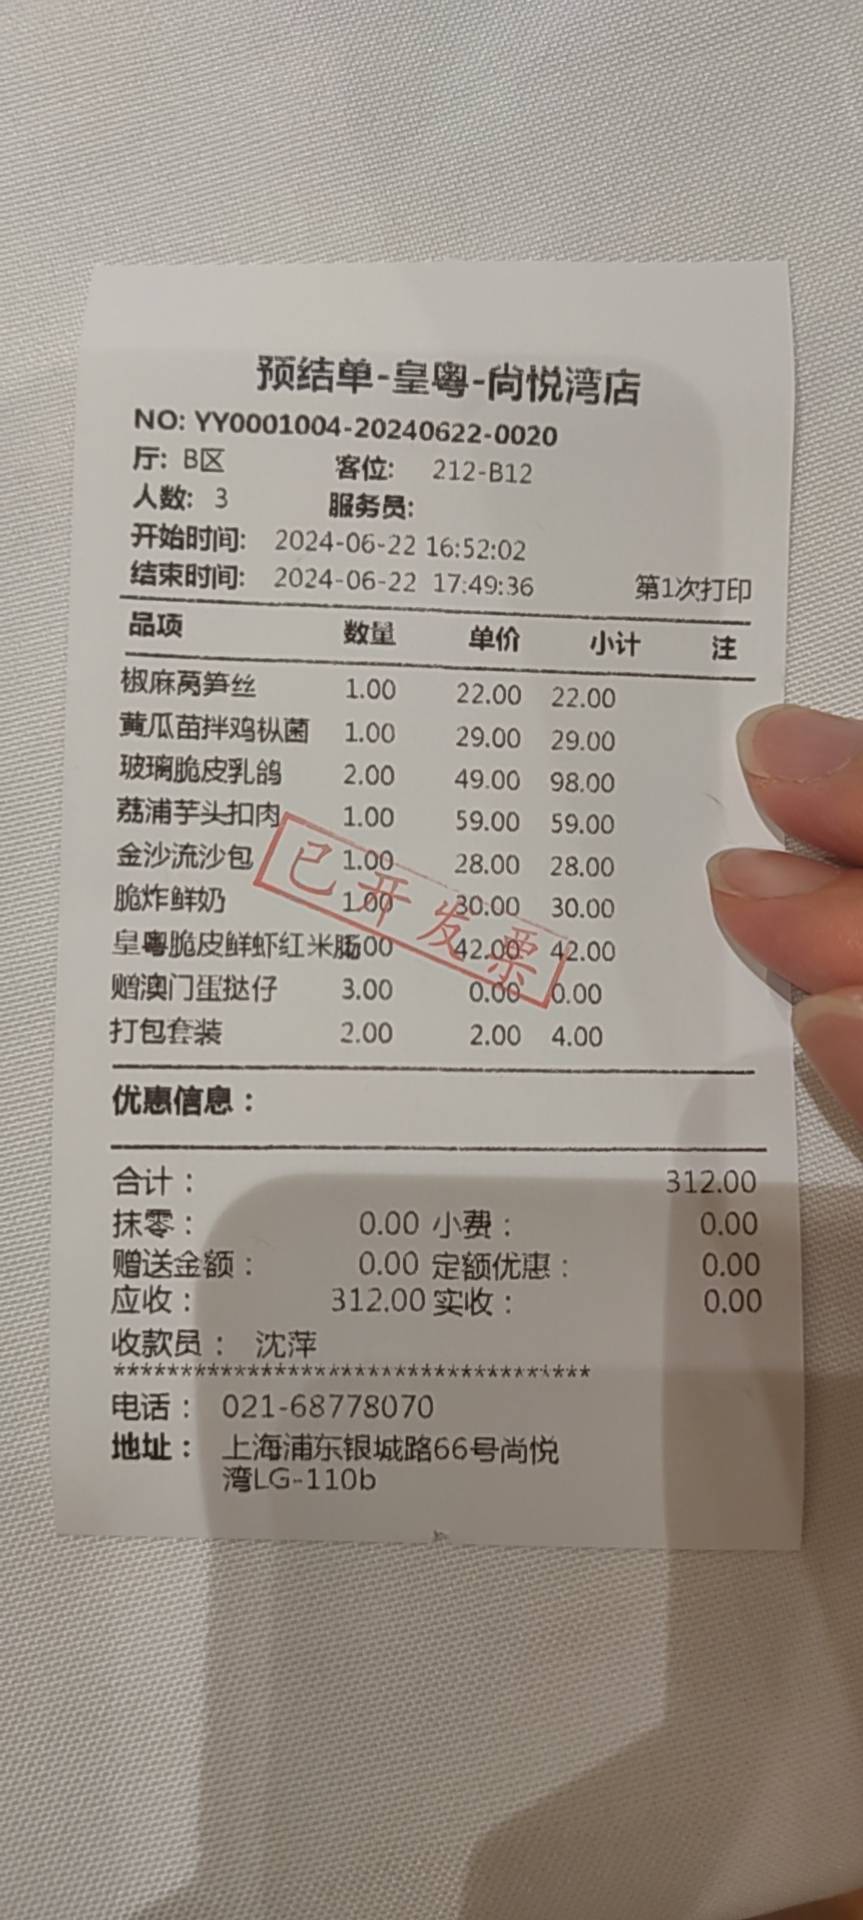 预结单-皇粤-尚悦湾店
NO: YY0001004-20240622-0020
厅: B区 客位: 212-B12
人数: 3 服务员:
开始时间: 2024-06-22 16:52:02
结束时间: 2024-06-22 17:49:36 第1次打印
品项 数量 单价 小计 注
椒麻莴笋丝 1.00 22.00 22.00
黄瓜苗拌鸡枞菌 1.00 29.00 29.00
玻璃脆皮乳鸽 2.00 49.00 98.00
荔浦芋头扣肉 1.00 59.00 59.00
金沙流沙包 1.00 28.00 28.00
脆炸鲜奶 1.00 30.00 30.00
皇粤脆皮鲜虾红米肠 1.00 42.00 42.00
赠澳门蛋挞仔 3.00 0.00 0.00
打包套装 2.00 2.00 4.00
已开发票
优惠信息：
合计： 312.00
抹零： 0.00 小费： 0.00
赠送金额： 0.00 定额优惠： 0.00
应收： 312.00 实收： 0.00
收款员： 沈萍
************************************
电话： 021-68778070
地址： 上海浦东银城路66号尚悦
湾LG-110b